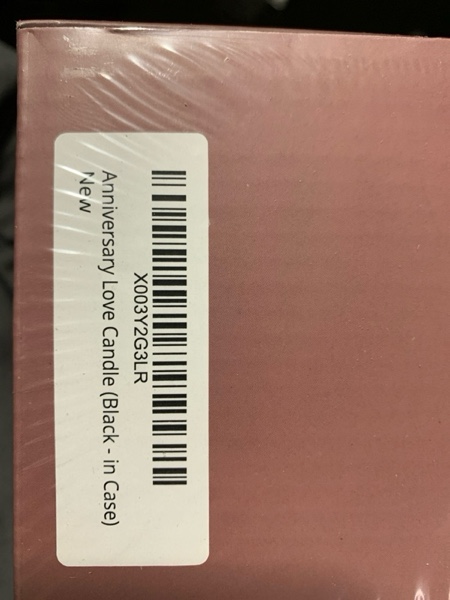 X003Y2G3LR
Anniversary Love Candle (Black - in Case)
New